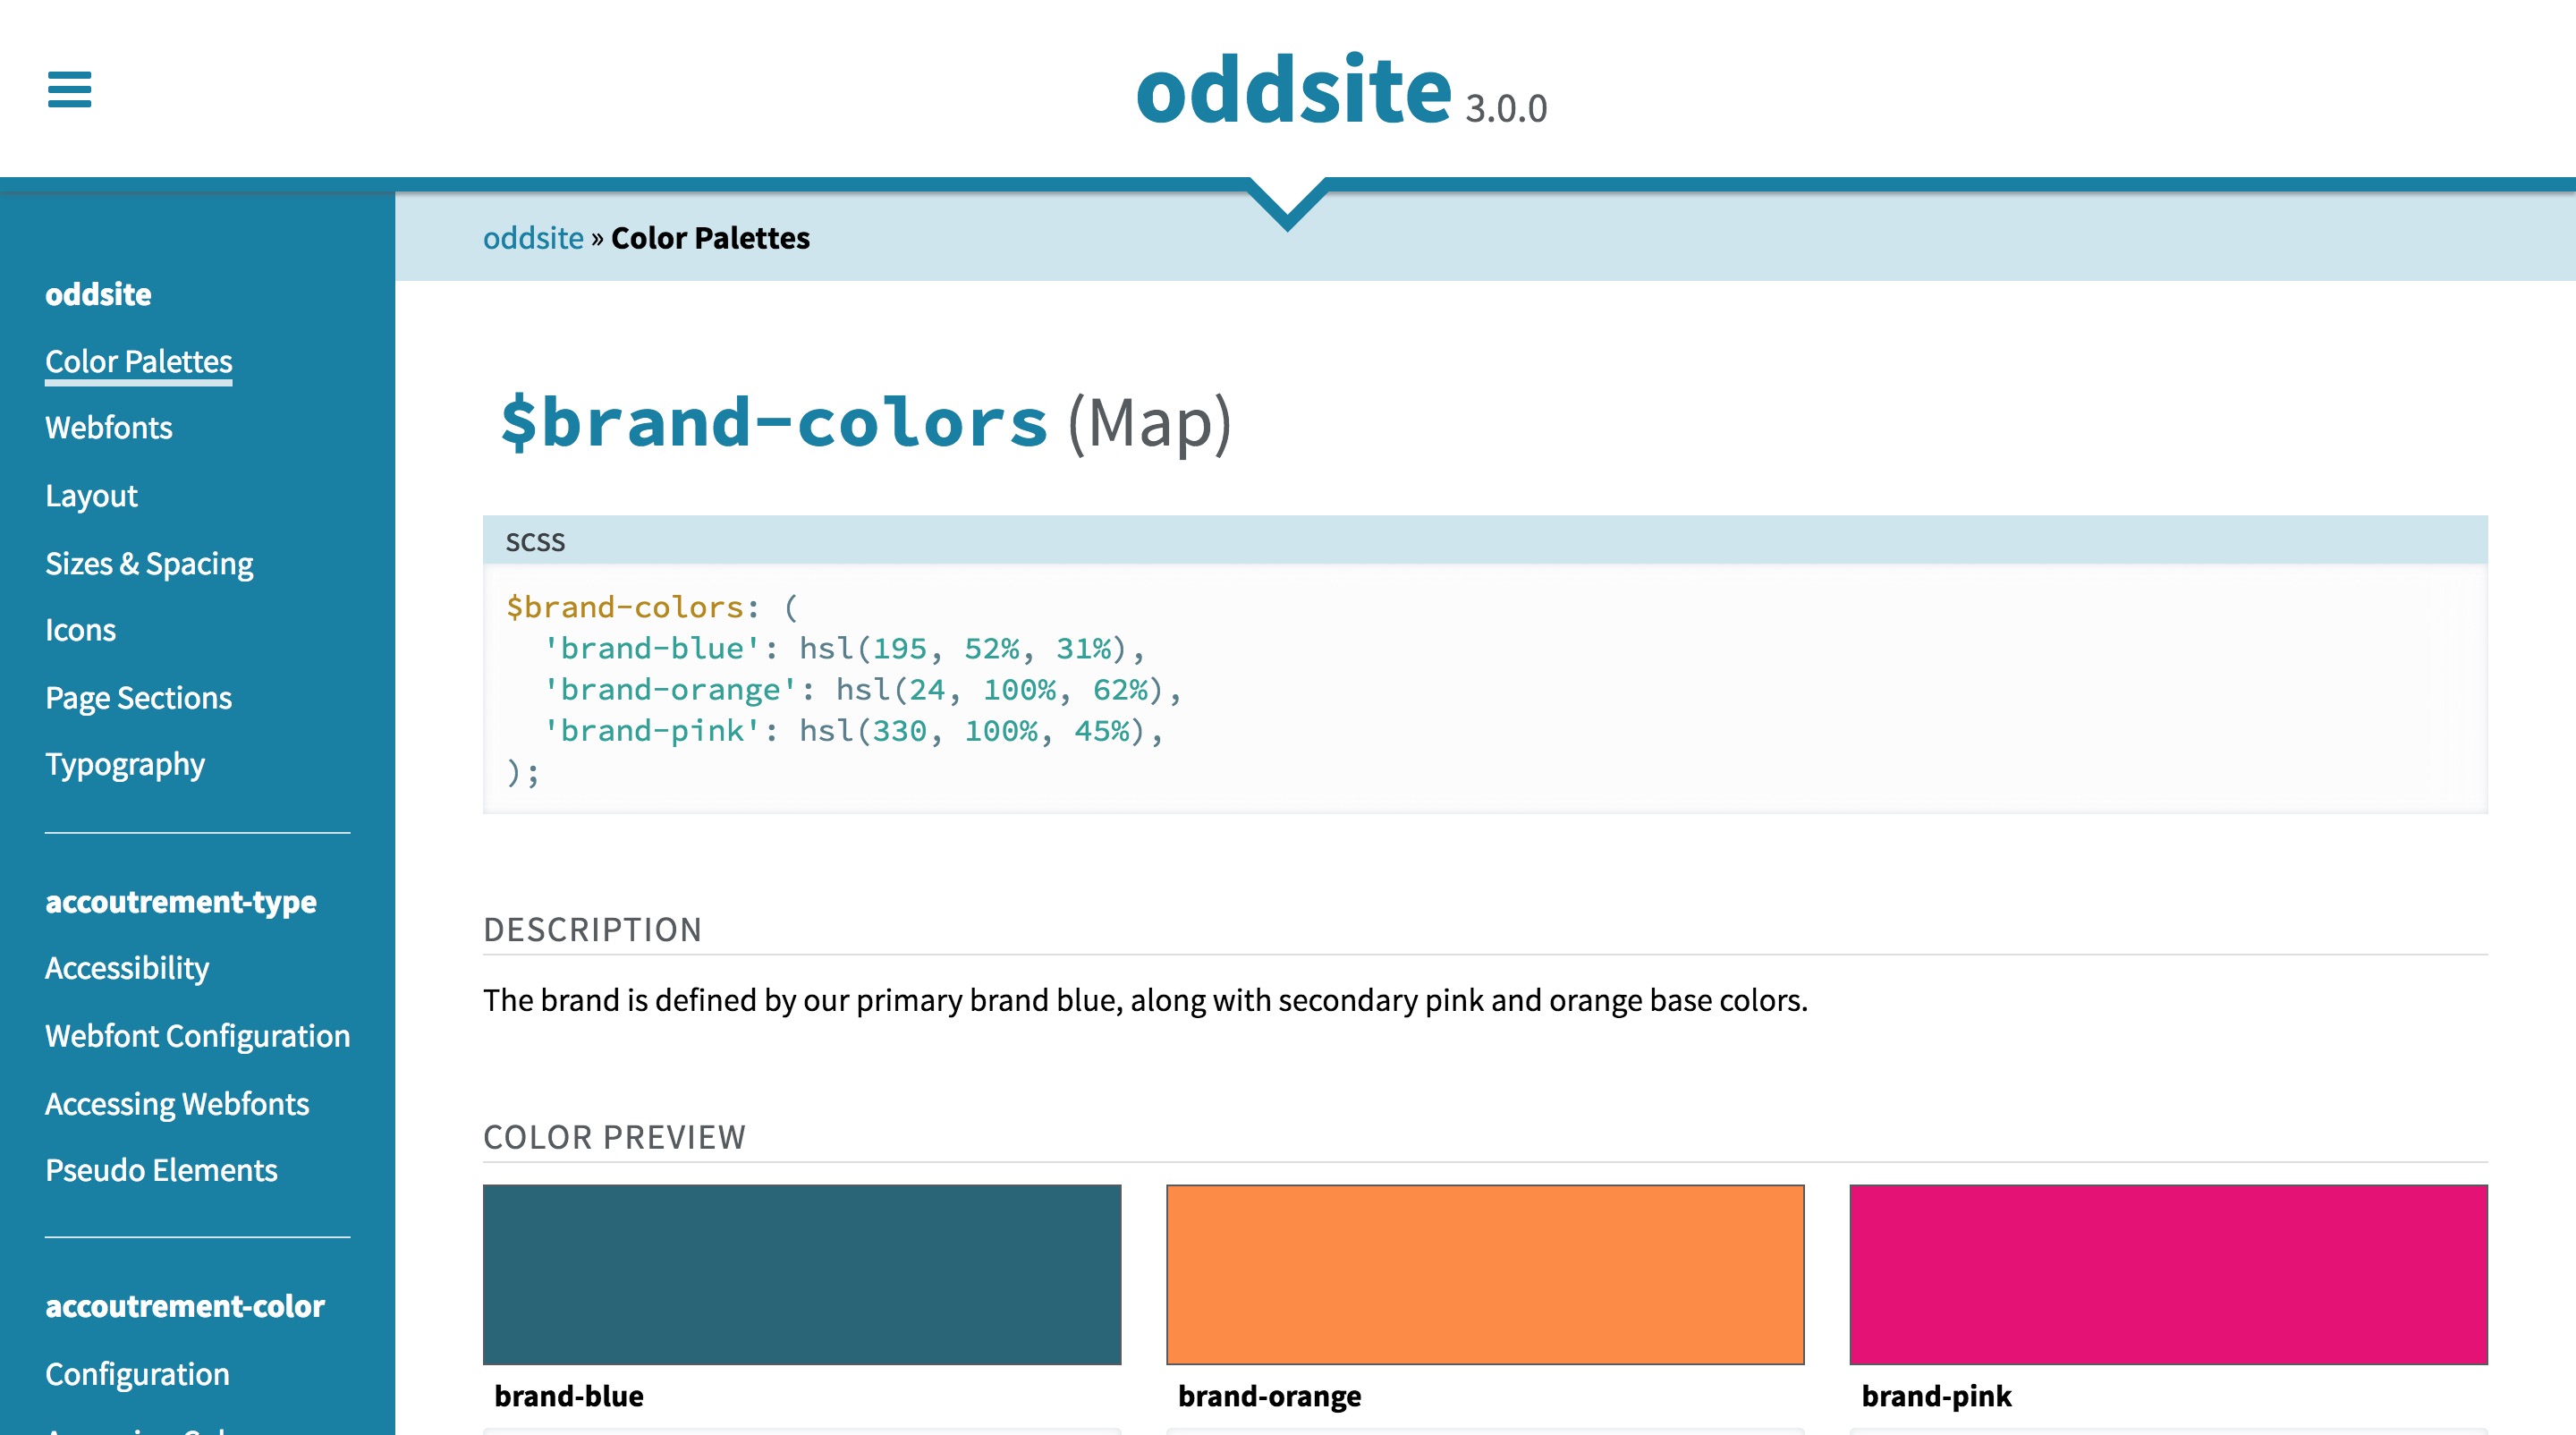 oddsite 3.0.0
oddsite » Color Palettes
oddsite
Color Palettes
Webfonts
Layout
Sizes & Spacing
Icons
Page Sections
Typography
accoutrement-type
Accessibility
Webfont Configuration
Accessing Webfonts
Pseudo Elements
accoutrement-color
Configuration
$brand-colors (Map)
SCSS
$brand-colors: (
  'brand-blue': hsl(195, 52%, 31%),
  'brand-orange': hsl(24, 100%, 62%),
  'brand-pink': hsl(330, 100%, 45%),
);
DESCRIPTION
The brand is defined by our primary brand blue, along with secondary pink and orange base colors.
COLOR PREVIEW
brand-blue
brand-orange
brand-pink